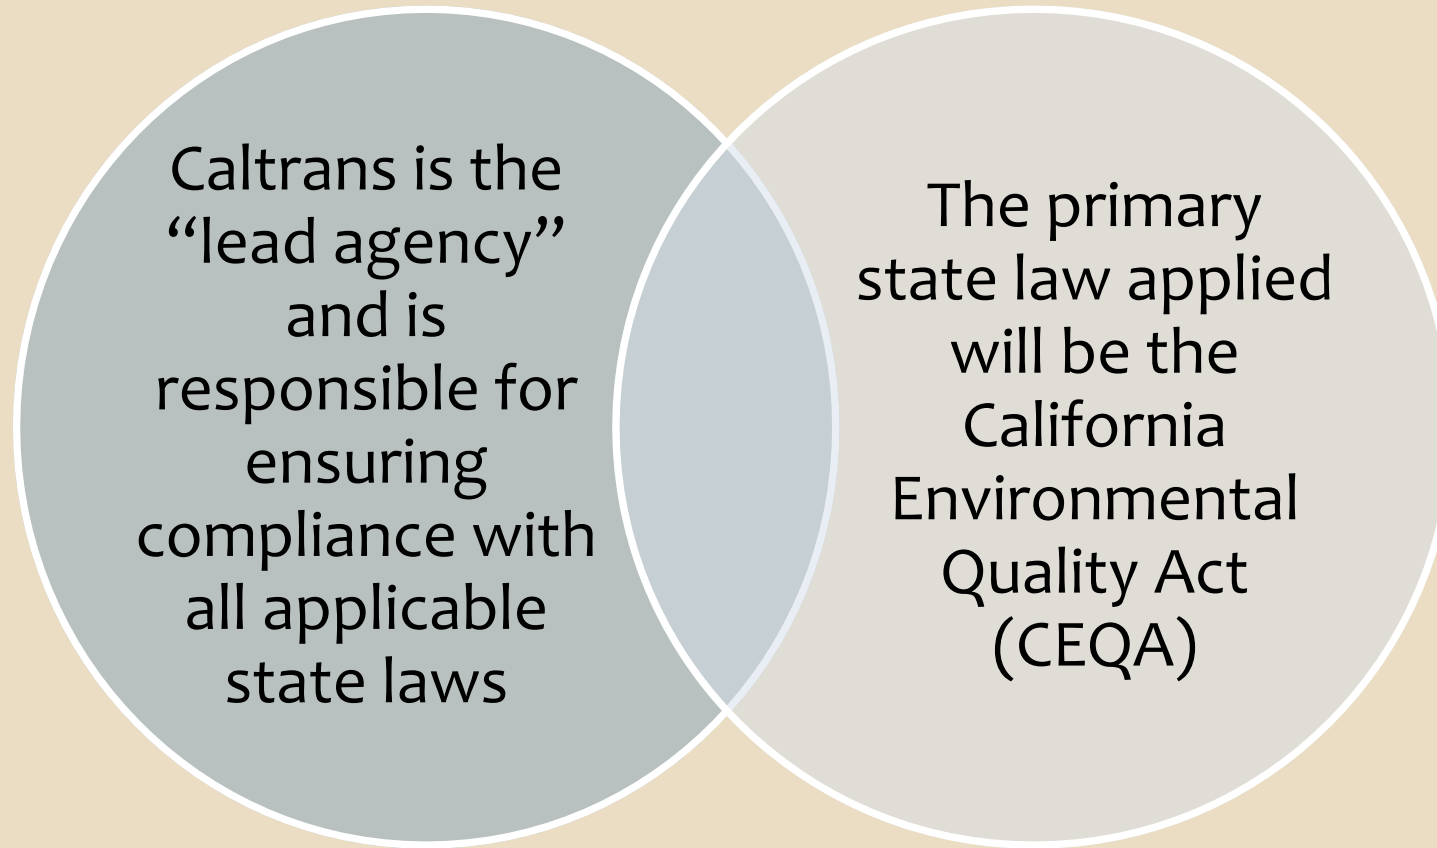 Caltrans is the
“lead agency”
and is
responsible for
ensuring
compliance with
all applicable
state laws
The primary
state law applied
will be the
California
Environmental
Quality Act
(CEQA)